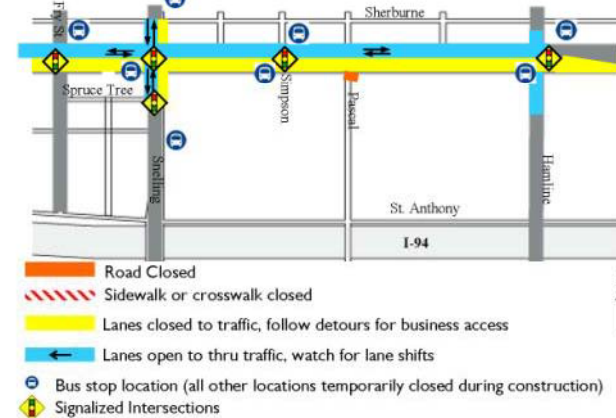 Fry St
Sherburne
Spruce Tree
Simpson
Pascal
Snelling
Hamline
St. Anthony
I-94
Road Closed
Sidewalk or crosswalk closed
Lanes closed to traffic, follow detours for business access
Lanes open to thru traffic, watch for lane shifts
Bus stop location (all other locations temporarily closed during construction)
Signalized Intersections